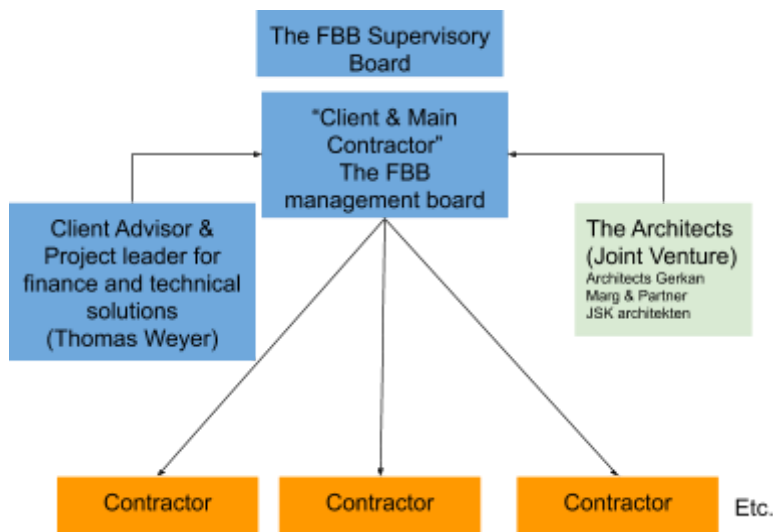 The FBB Supervisory
Board
“Client & Main
Contractor”
The FBB
management board
Client Advisor &
Project leader for
finance and technical
solutions
(Thomas Weyer)
The Architects
(Joint Venture)
Architects Gerkan
Marg & Partner
JSK architekten
Contractor
Contractor
Contractor
Etc.